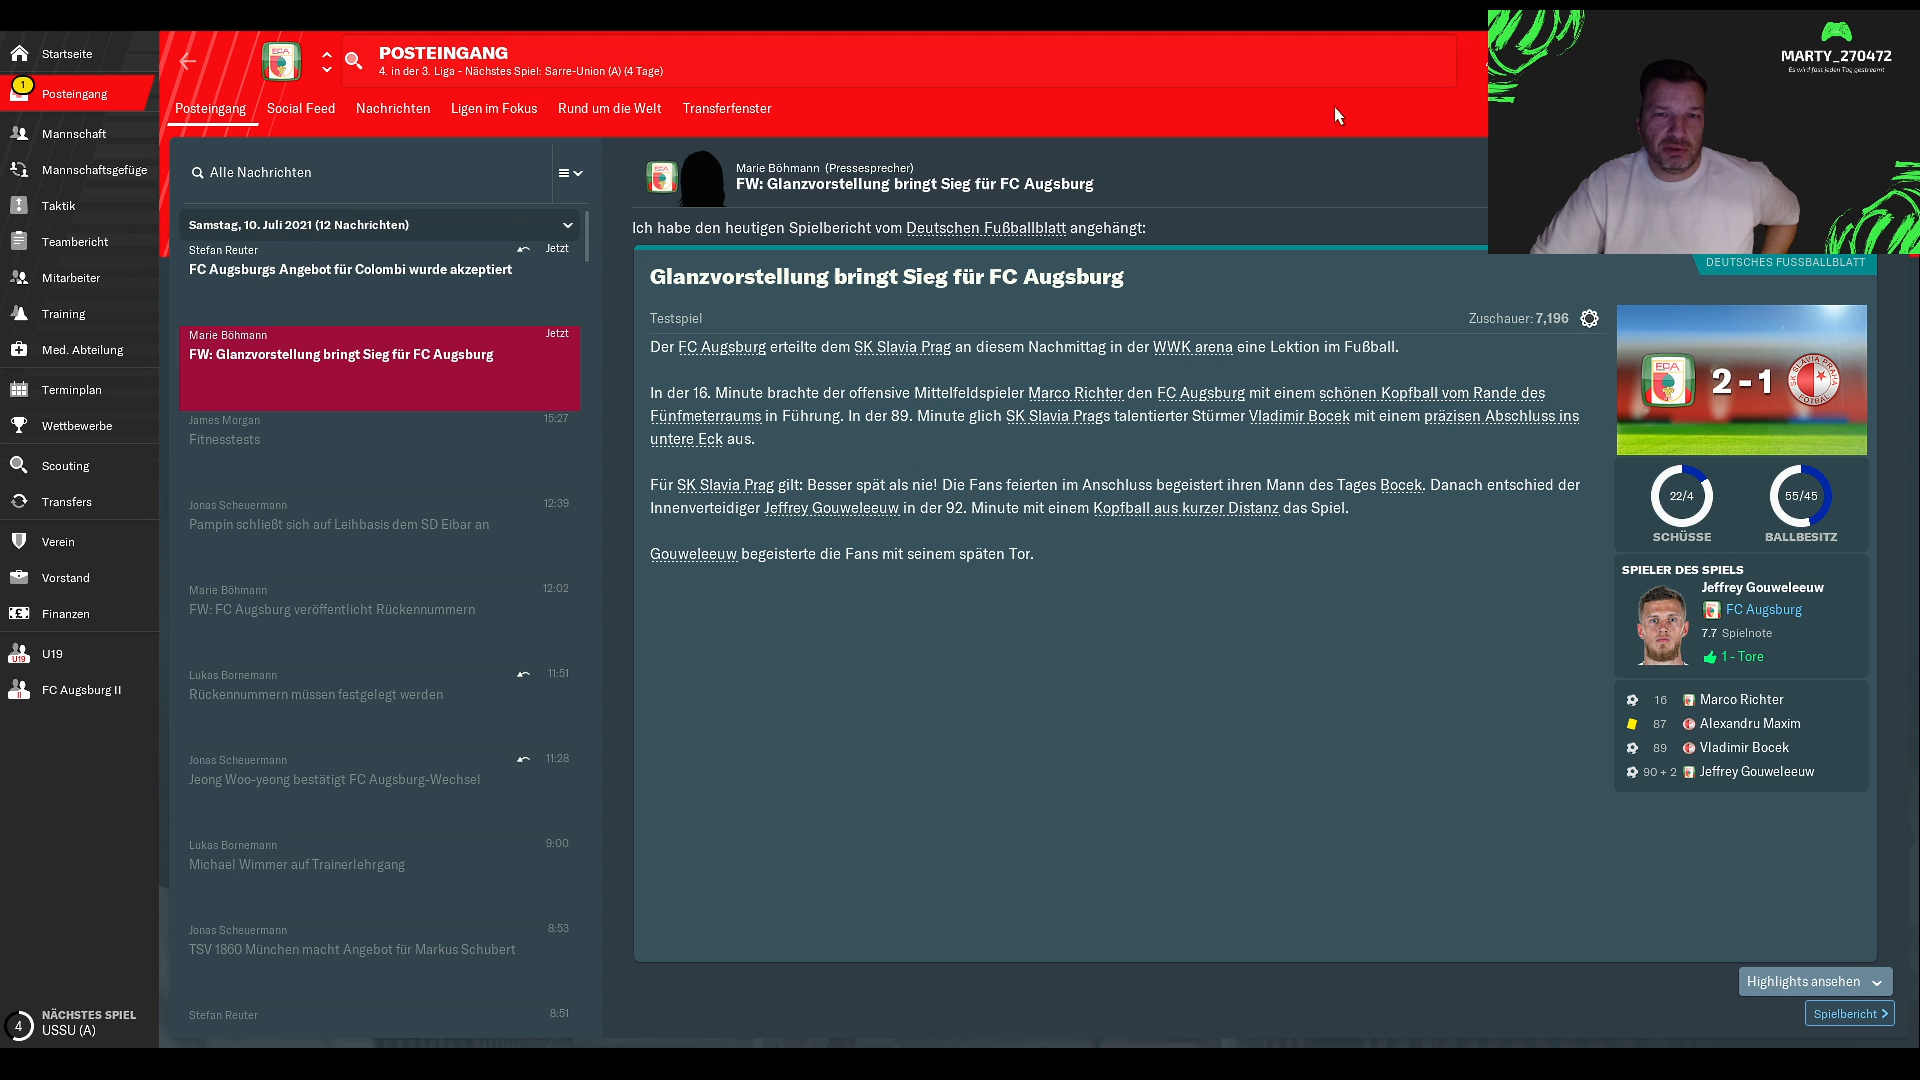 Startseite
1
Posteingang
Mannschaft
Mannschaftsgefüge
Taktik
Teambericht
Mitarbeiter
Training
Med. Abteilung
Terminplan
Wettbewerbe
Scouting
Transfers
Verein
Vorstand
Finanzen
U19
U19
FC Augsburg II
II
4
NÄCHSTES SPIEL
USSU (A)
POSTEINGANG
4. in der 3. Liga - Nächstes Spiel: Sarre-Union (A) (4 Tage)
Posteingang Social Feed Nachrichten Ligen im Fokus Rund um die Welt Transferfenster
MARTY_270472
Es wird fast jeden Tag gestreamt
Alle Nachrichten
Samstag, 10. Juli 2021 (12 Nachrichten)
Stefan Reuter Jetzt
FC Augsburgs Angebot für Colombi wurde akzeptiert
Marie Böhmann Jetzt
FW: Glanzvorstellung bringt Sieg für FC Augsburg
James Morgan 15:27
Fitnesstests
Jonas Scheuermann 12:39
Pampín schließt sich auf Leihbasis dem SD Eibar an
Marie Böhmann 12:02
FW: FC Augsburg veröffentlicht Rückennummern
Lukas Bornemann 11:51
Rückennummern müssen festgelegt werden
Jonas Scheuermann 11:28
Jeong Woo-yeong bestätigt FC Augsburg-Wechsel
Lukas Bornemann 9:00
Michael Wimmer auf Trainerlehrgang
Jonas Scheuermann 8:53
TSV 1860 München macht Angebot für Markus Schubert
Stefan Reuter 8:51
Marie Böhmann (Pressesprecher)
FW: Glanzvorstellung bringt Sieg für FC Augsburg
Ich habe den heutigen Spielbericht vom Deutschen Fußballblatt angehängt:
DEUTSCHES FUSSBALLBLATT
Glanzvorstellung bringt Sieg für FC Augsburg
Testspiel Zuschauer: 7,196
Der FC Augsburg erteilte dem SK Slavia Prag an diesem Nachmittag in der WWK arena eine Lektion im Fußball.
In der 16. Minute brachte der offensive Mittelfeldspieler Marco Richter den FC Augsburg mit einem schönen Kopfball vom Rande des
Fünfmeterraums in Führung. In der 89. Minute glich SK Slavia Prags talentierter Stürmer Vladimir Bocek mit einem präzisen Abschluss ins
untere Eck aus.
Für SK Slavia Prag gilt: Besser spät als nie! Die Fans feierten im Anschluss begeistert ihren Mann des Tages Bocek. Danach entschied der
Innenverteidiger Jeffrey Gouweleeuw in der 92. Minute mit einem Kopfball aus kurzer Distanz das Spiel.
Gouweleeuw begeisterte die Fans mit seinem späten Tor.
2 - 1
22/4 55/45
SCHÜSSE BALLBESITZ
SPIELER DES SPIELS
Jeffrey Gouweleeuw
FC Augsburg
7.7 Spielnote
1 - Tore
16 Marco Richter
87 Alexandru Maxim
89 Vladimir Bocek
90 + 2 Jeffrey Gouweleeuw
Highlights ansehen
Spielbericht